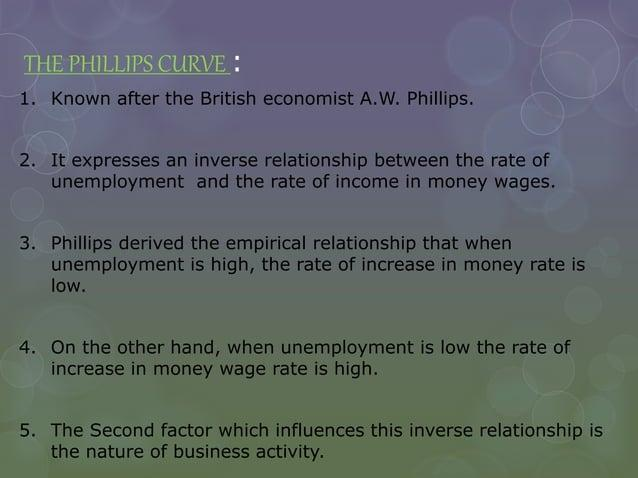 THE PHILLIPS CURVE :
1. Known after the British economist A.W. Phillips.
2. It expresses an inverse relationship between the rate of
unemployment and the rate of income in money wages.
3. Phillips derived the empirical relationship that when
unemployment is high, the rate of increase in money rate is
low.
4. On the other hand, when unemployment is low the rate of
increase in money wage rate is high.
5. The Second factor which influences this inverse relationship is
the nature of business activity.